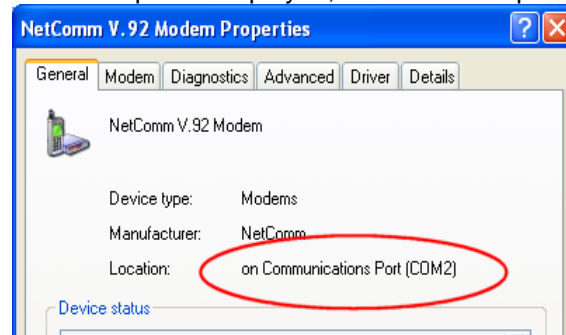 NetComm V.92 Modem Properties
General Modem Diagnostics Advanced Driver Details
NetComm V.92 Modem
Device type: Modems
Manufacturer: NetComm
Location: on Communications Port (COM2)
Device status